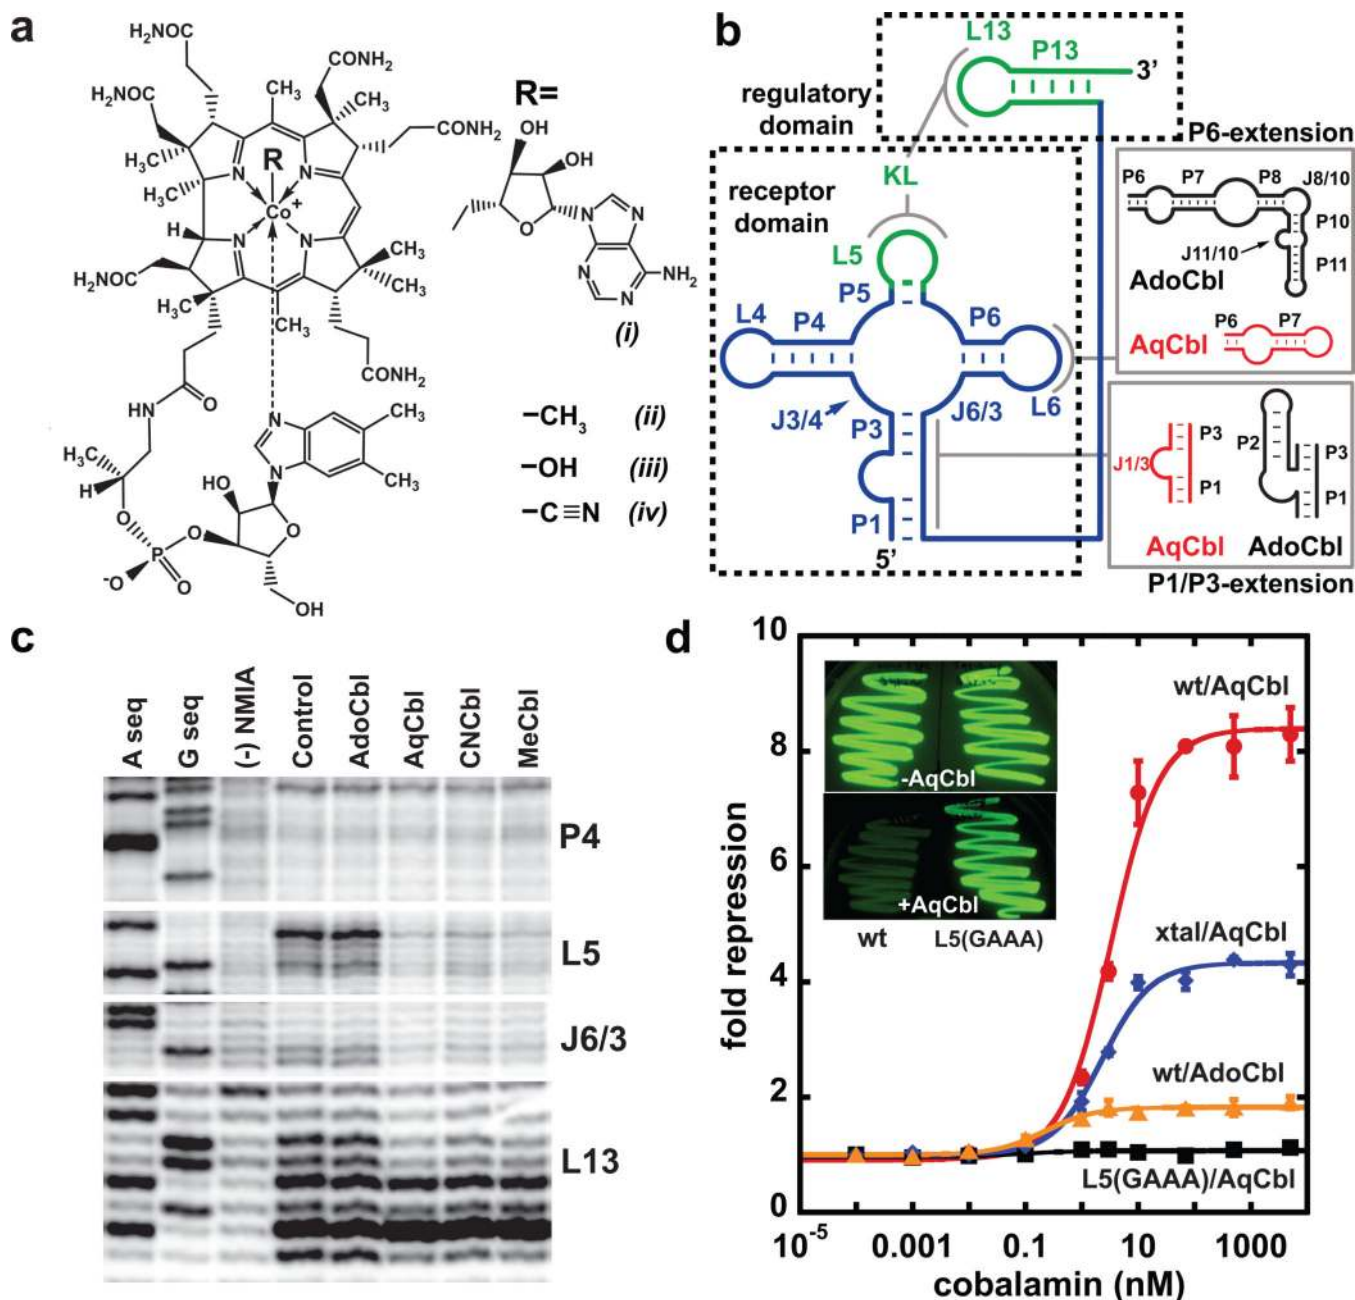 a
H₂NOC
CONH₂
H₂NOC
CH₃
CH₃
CONH₂
H₃C
H₃C
R
N
N
Co⁺
N
N
H
CH₃
CH₃
H₂NOC
CH₃
CH₃
CONH₂
NH
O
N
CH₃
CH₃
N
H₃C
H
HO
O
O
O
P
⁻O
O
OH
R=
OH
OH
O
N
N
N
N
NH₂
(i)
–CH₃ (ii)
–OH (iii)
–C≡N (iv)
b
L13
P13
3’
regulatory
domain
receptor
domain
KL
L5
P5
L4
P4
P6
L6
J3/4
P3
J6/3
P1
5’
P6-extension
P6
P7
P8
J8/10
P10
J11/10
P11
AdoCbl
P6
P7
AqCbl
P3
J1/3
P1
AqCbl
P2
P3
P1
AdoCbl
P1/P3-extension
c
A seq
G seq
(-) NMIA
Control
AdoCbl
AqCbl
CNCbl
MeCbl
P4
L5
J6/3
L13
d
10
8
6
4
2
0
fold repression
-AqCbl
+AqCbl
wt L5(GAAA)
wt/AqCbl
xtal/AqCbl
wt/AdoCbl
L5(GAAA)/AqCbl
10⁻⁵ 0.001 0.1 10 1000
cobalamin (nM)